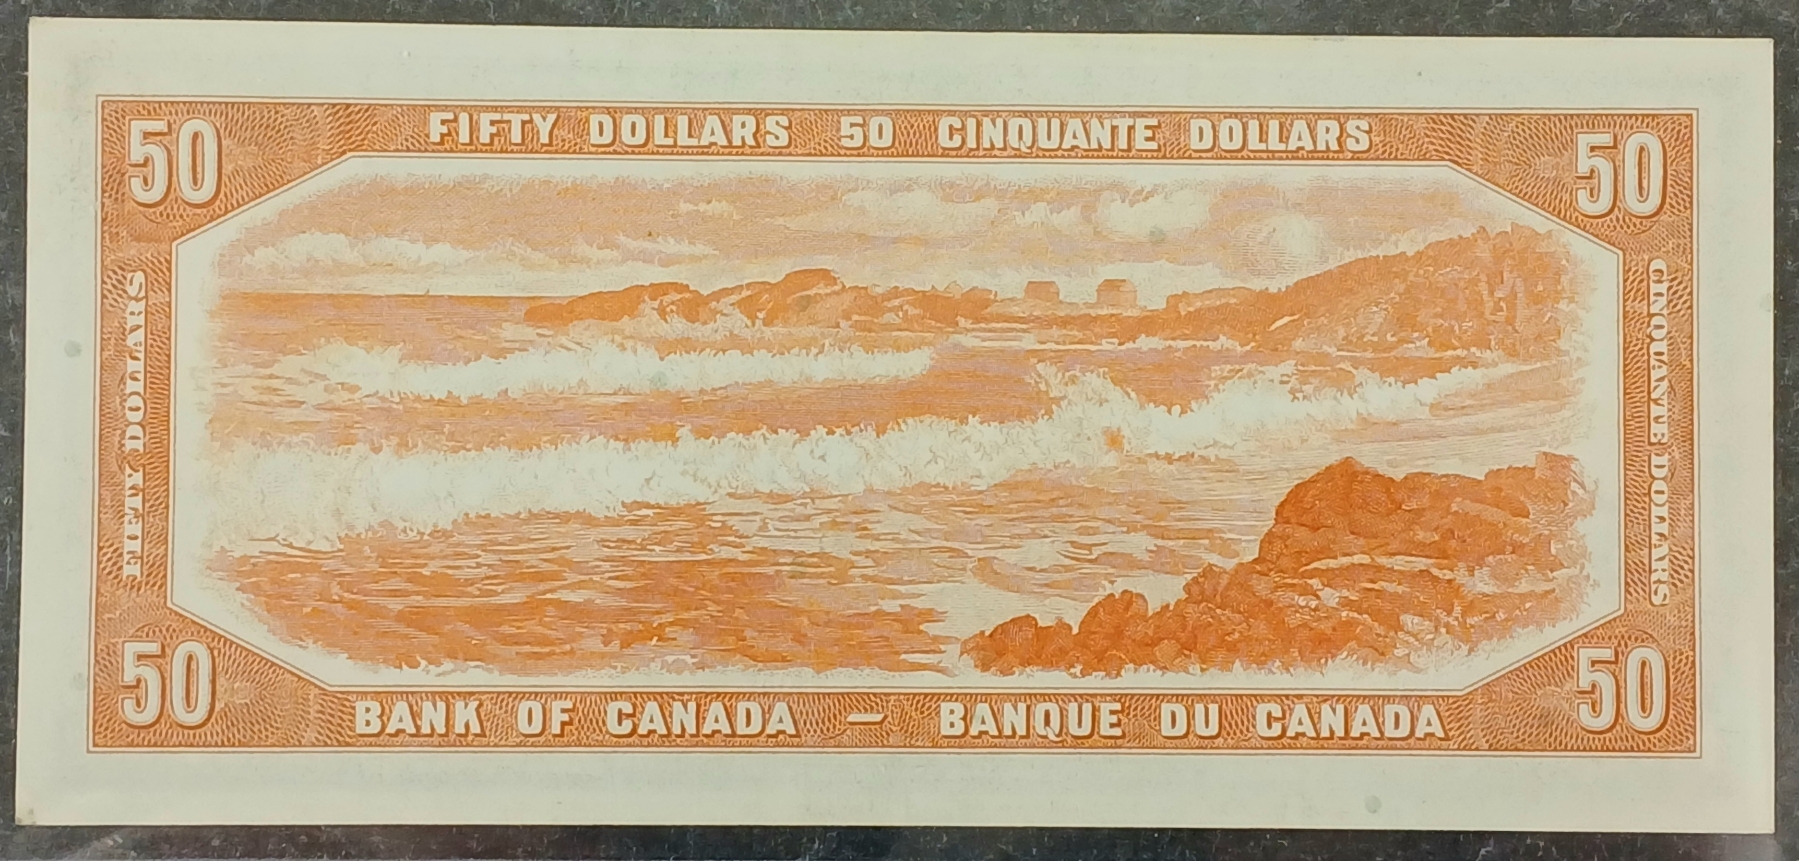 50 FIFTY DOLLARS 50 CINQUANTE DOLLARS 50
FIFTY DOLLARS
CINQUANTE DOLLARS
50 BANK OF CANADA — BANQUE DU CANADA 50